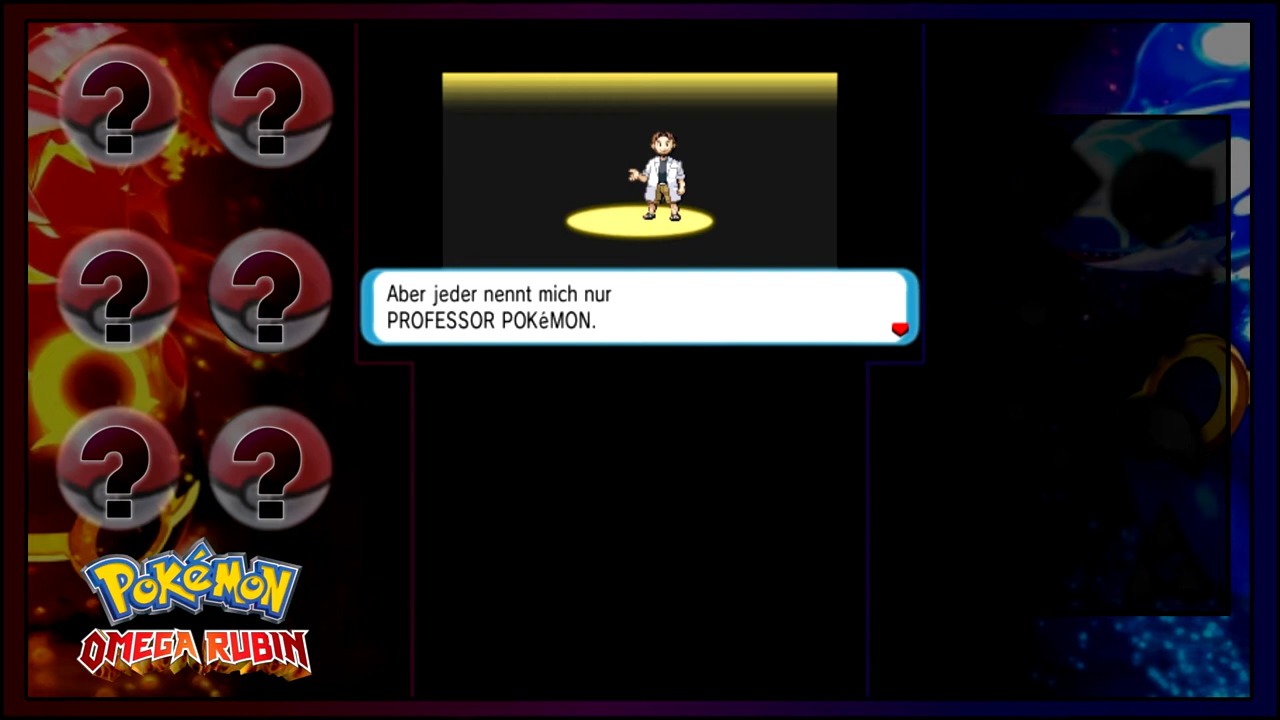 Aber jeder nennt mich nur
PROFESSOR POKéMON.
? ?
? ?
? ?
POKéMON
OMEGA RUBIN